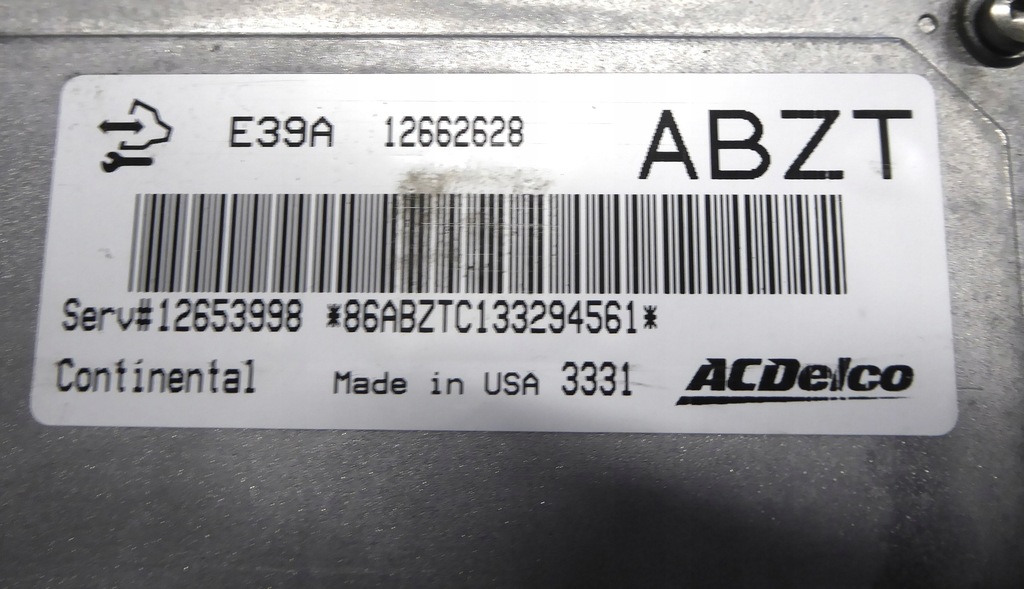 E39A 12662628 ABZT
Serv#12653998 *86ABZTC133294561*
Continental Made in USA 3331 ACDelco